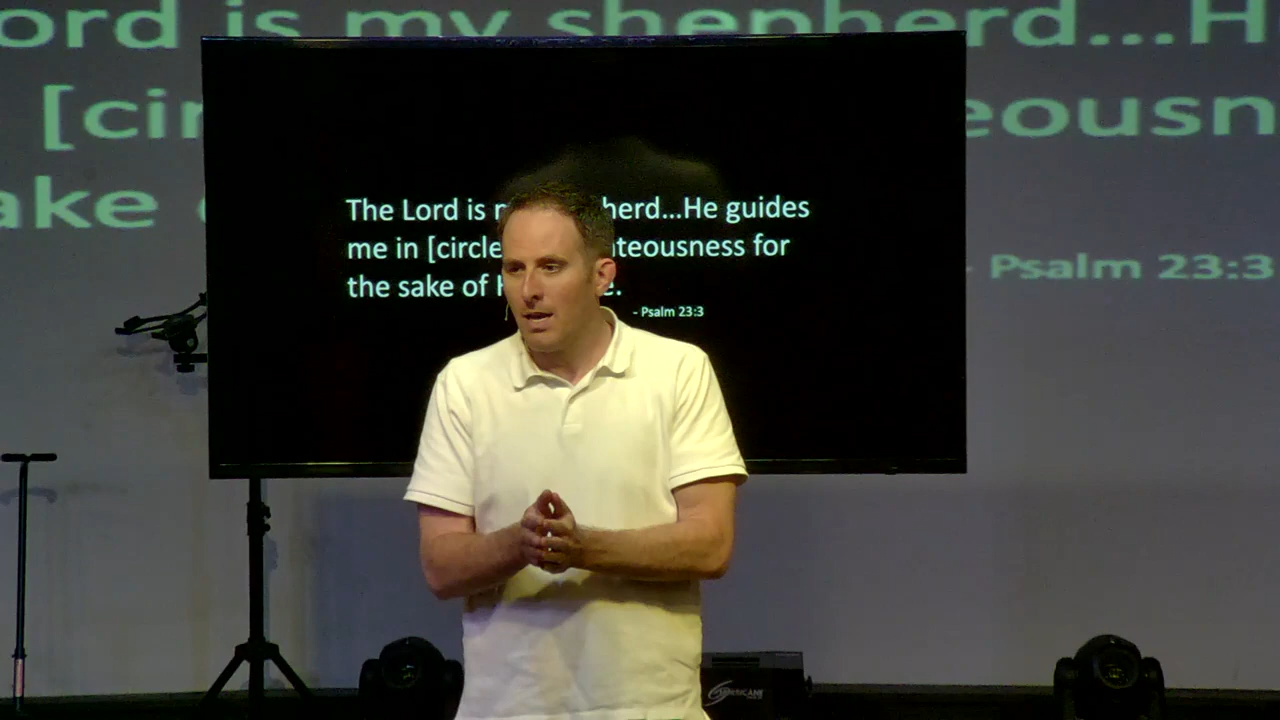 ord is my shepherd...H
[cir eousn
ake
- Psalm 23:3
The Lord is herd...He guides
me in [circle teousness for
the sake of
- Psalm 23:3